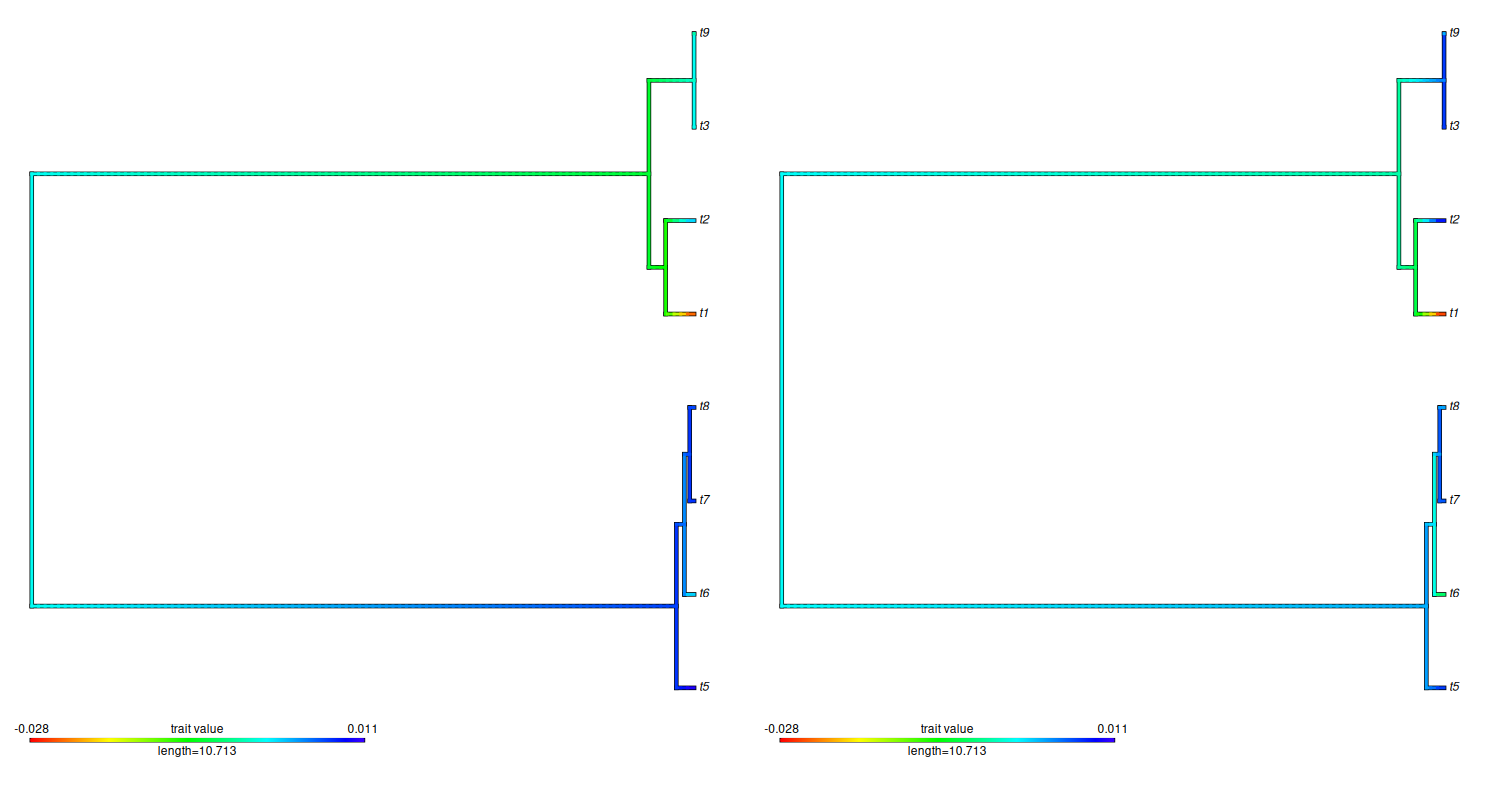 t9 t9
t3 t3
t2 t2
t1 t1
t8 t8
t7 t7
t6 t6
t5 t5
-0.028 trait value 0.011 -0.028 trait value 0.011
length=10.713 length=10.713